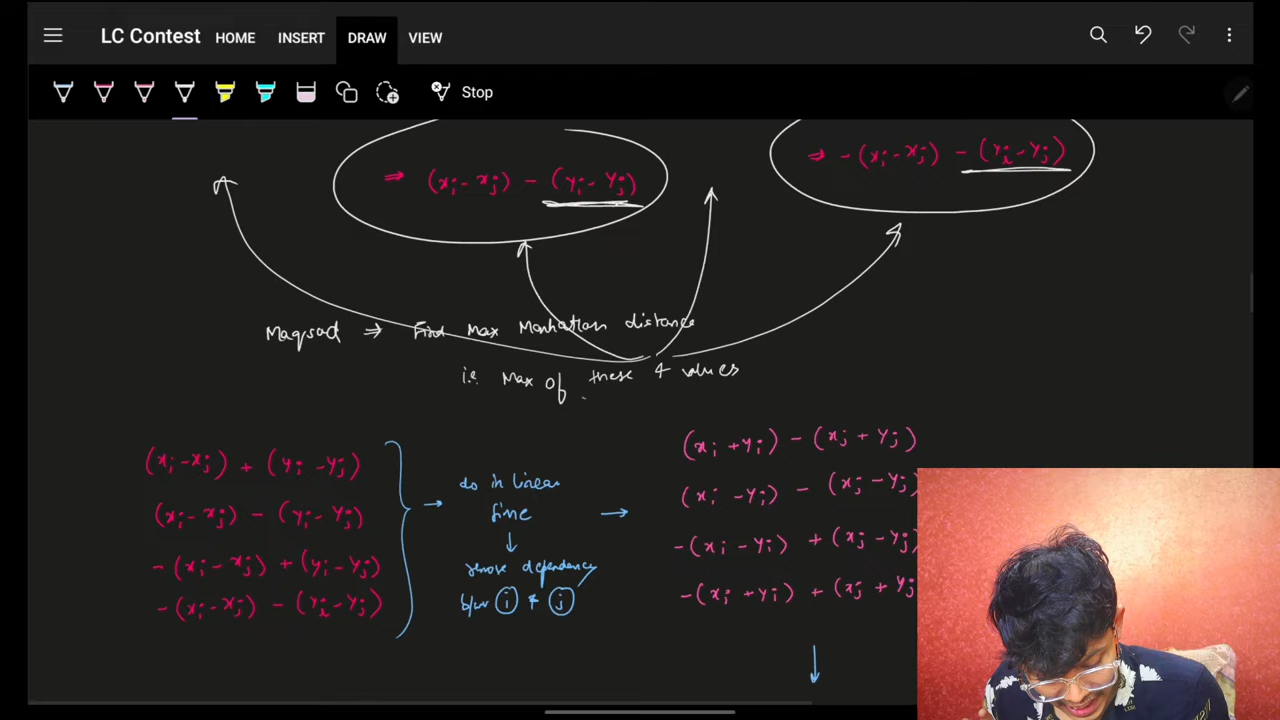 LC Contest HOME INSERT DRAW VIEW
Stop
⇒ (xi - xj) - (yi - yj)
⇒ -(xi - xj) - (yi - yj)
Maqsad ⇒ Find Max Manhattan distance
i.e. Max of these 4 values
(xi - xj) + (yi - yj)
(xi - xj) - (yi - yj)
-(xi - xj) + (yi - yj)
-(xi - xj) - (yi - yj)
→ do in linear
time
↓
remove dependency
b/w i & j
→
(xi + yi) - (xj + yj)
(xi - yi) - (xj - yj)
-(xi - yi) + (xj - yj)
-(xi + yi) + (xj + yj
↓